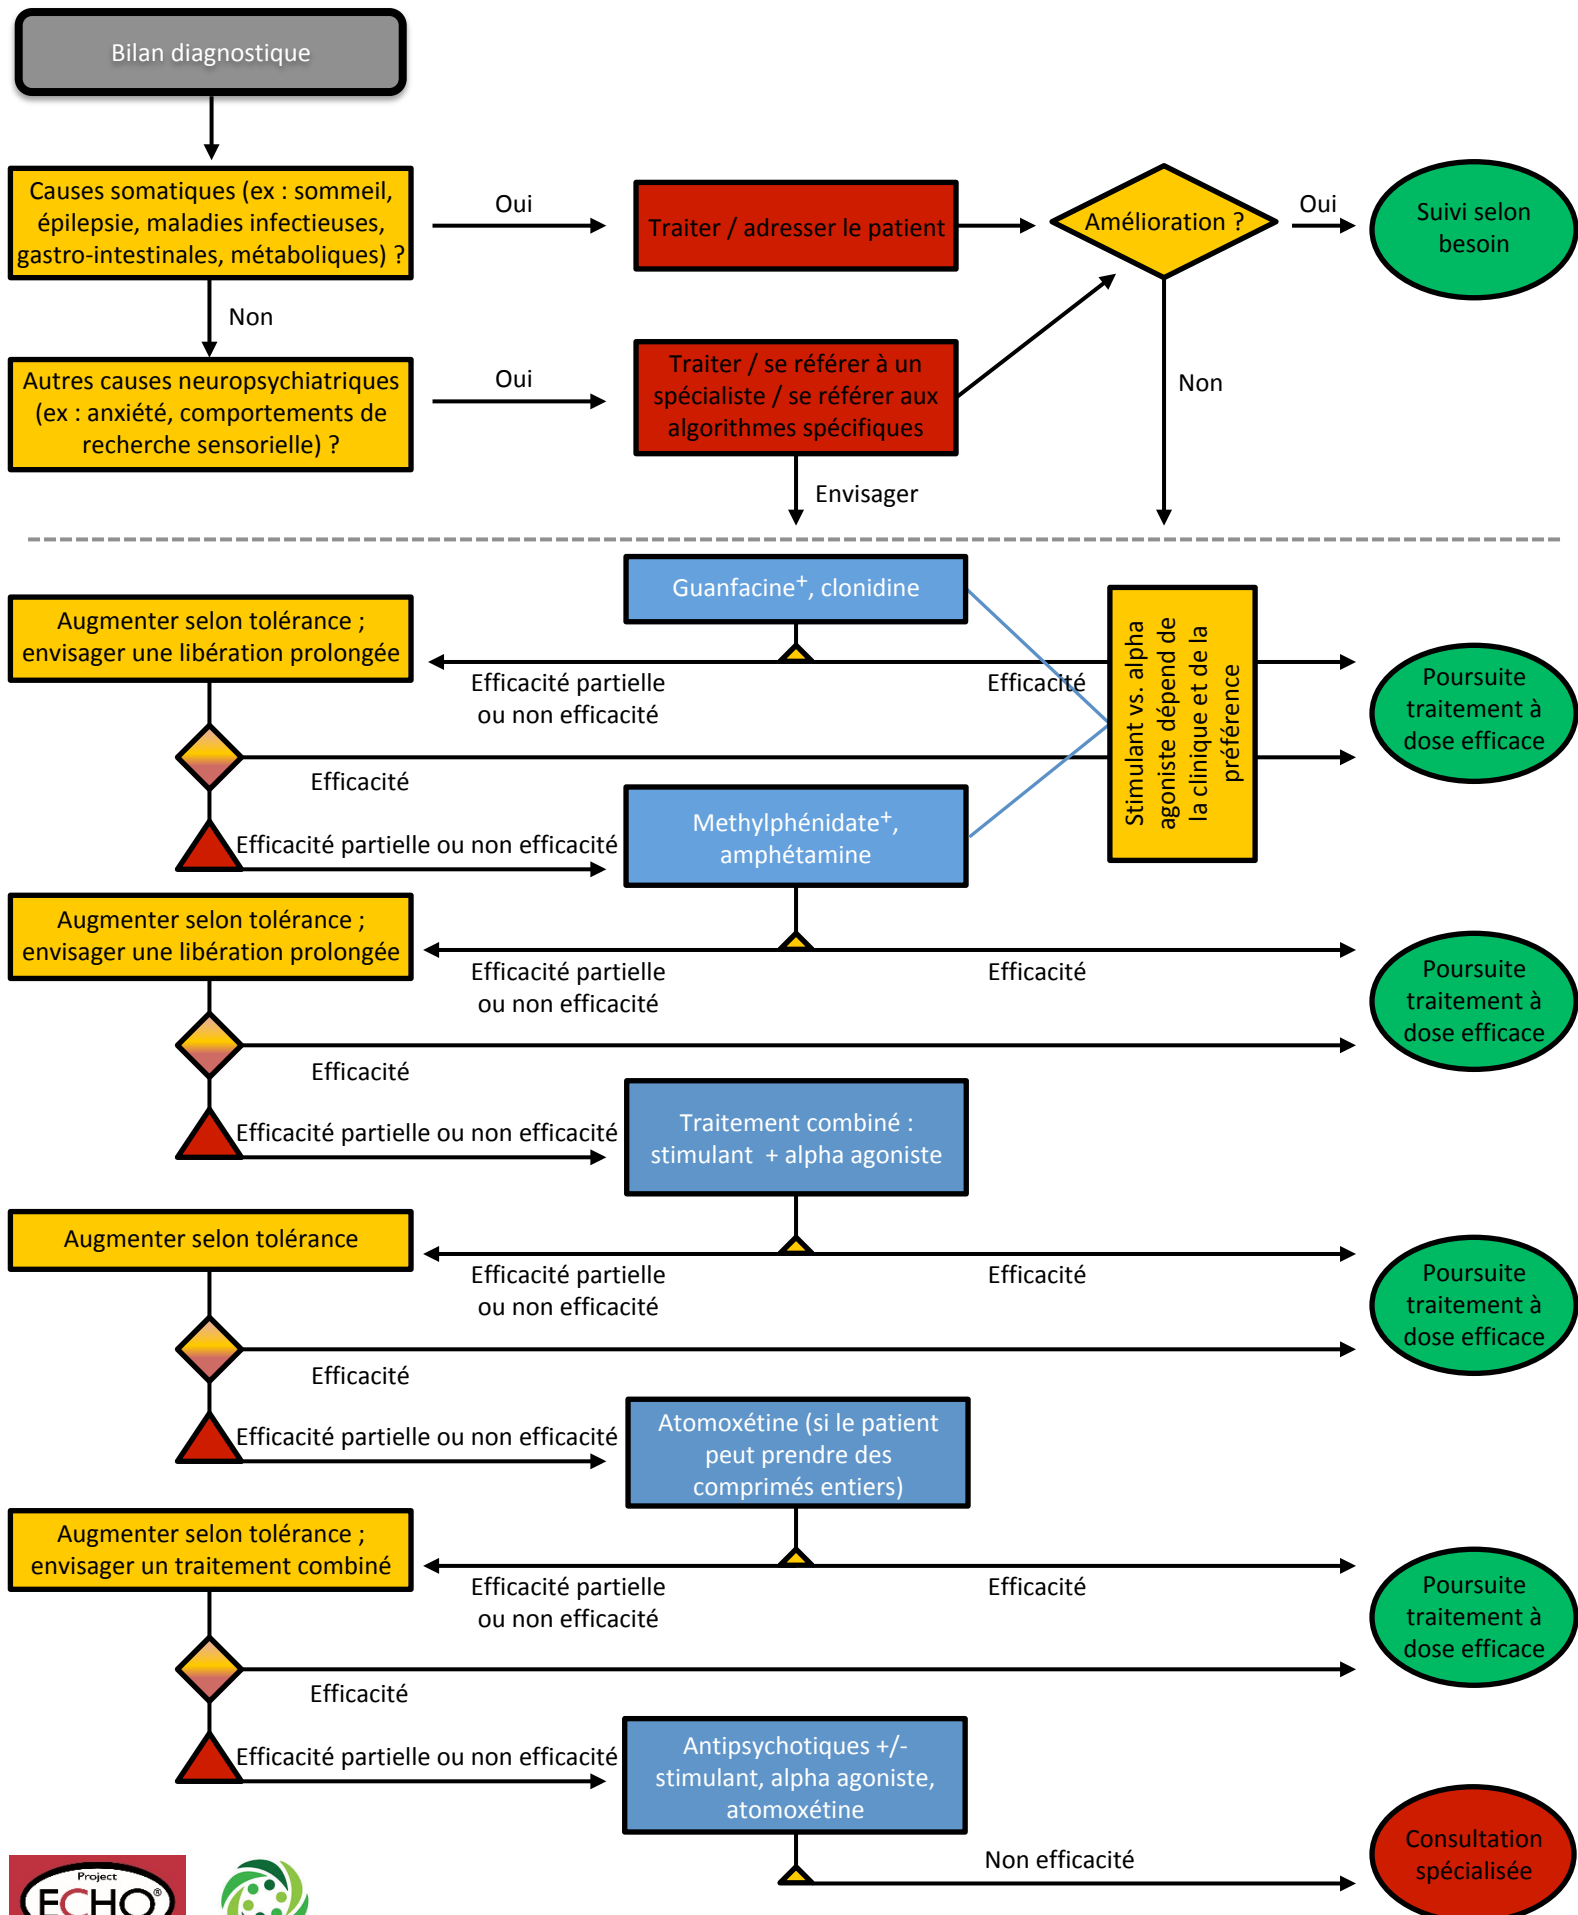 Bilan diagnostique
Causes somatiques (ex : sommeil,
épilepsie, maladies infectieuses,
gastro-intestinales, métaboliques) ?
Oui
Traiter / adresser le patient
Amélioration ?
Oui
Suivi selon
besoin
Non
Autres causes neuropsychiatriques
(ex : anxiété, comportements de
recherche sensorielle) ?
Oui
Traiter / se référer à un
spécialiste / se référer aux
algorithmes spécifiques
Non
Envisager
Guanfacine+, clonidine
Augmenter selon tolérance ;
envisager une libération prolongée
Efficacité partielle
ou non efficacité
Efficacité
Stimulant vs. alpha
agoniste dépend de
la clinique et de la
préférence
Poursuite
traitement à
dose efficace
Efficacité
Efficacité partielle ou non efficacité
Methylphénidate+,
amphétamine
Augmenter selon tolérance ;
envisager une libération prolongée
Efficacité partielle
ou non efficacité
Efficacité
Poursuite
traitement à
dose efficace
Efficacité
Efficacité partielle ou non efficacité
Traitement combiné :
stimulant + alpha agoniste
Augmenter selon tolérance
Efficacité partielle
ou non efficacité
Efficacité
Poursuite
traitement à
dose efficace
Efficacité
Efficacité partielle ou non efficacité
Atomoxétine (si le patient
peut prendre des
comprimés entiers)
Augmenter selon tolérance ;
envisager un traitement combiné
Efficacité partielle
ou non efficacité
Efficacité
Poursuite
traitement à
dose efficace
Efficacité
Efficacité partielle ou non efficacité
Antipsychotiques +/-
stimulant, alpha agoniste,
atomoxétine
Non efficacité
Consultation
spécialisée
Project
ECHO®